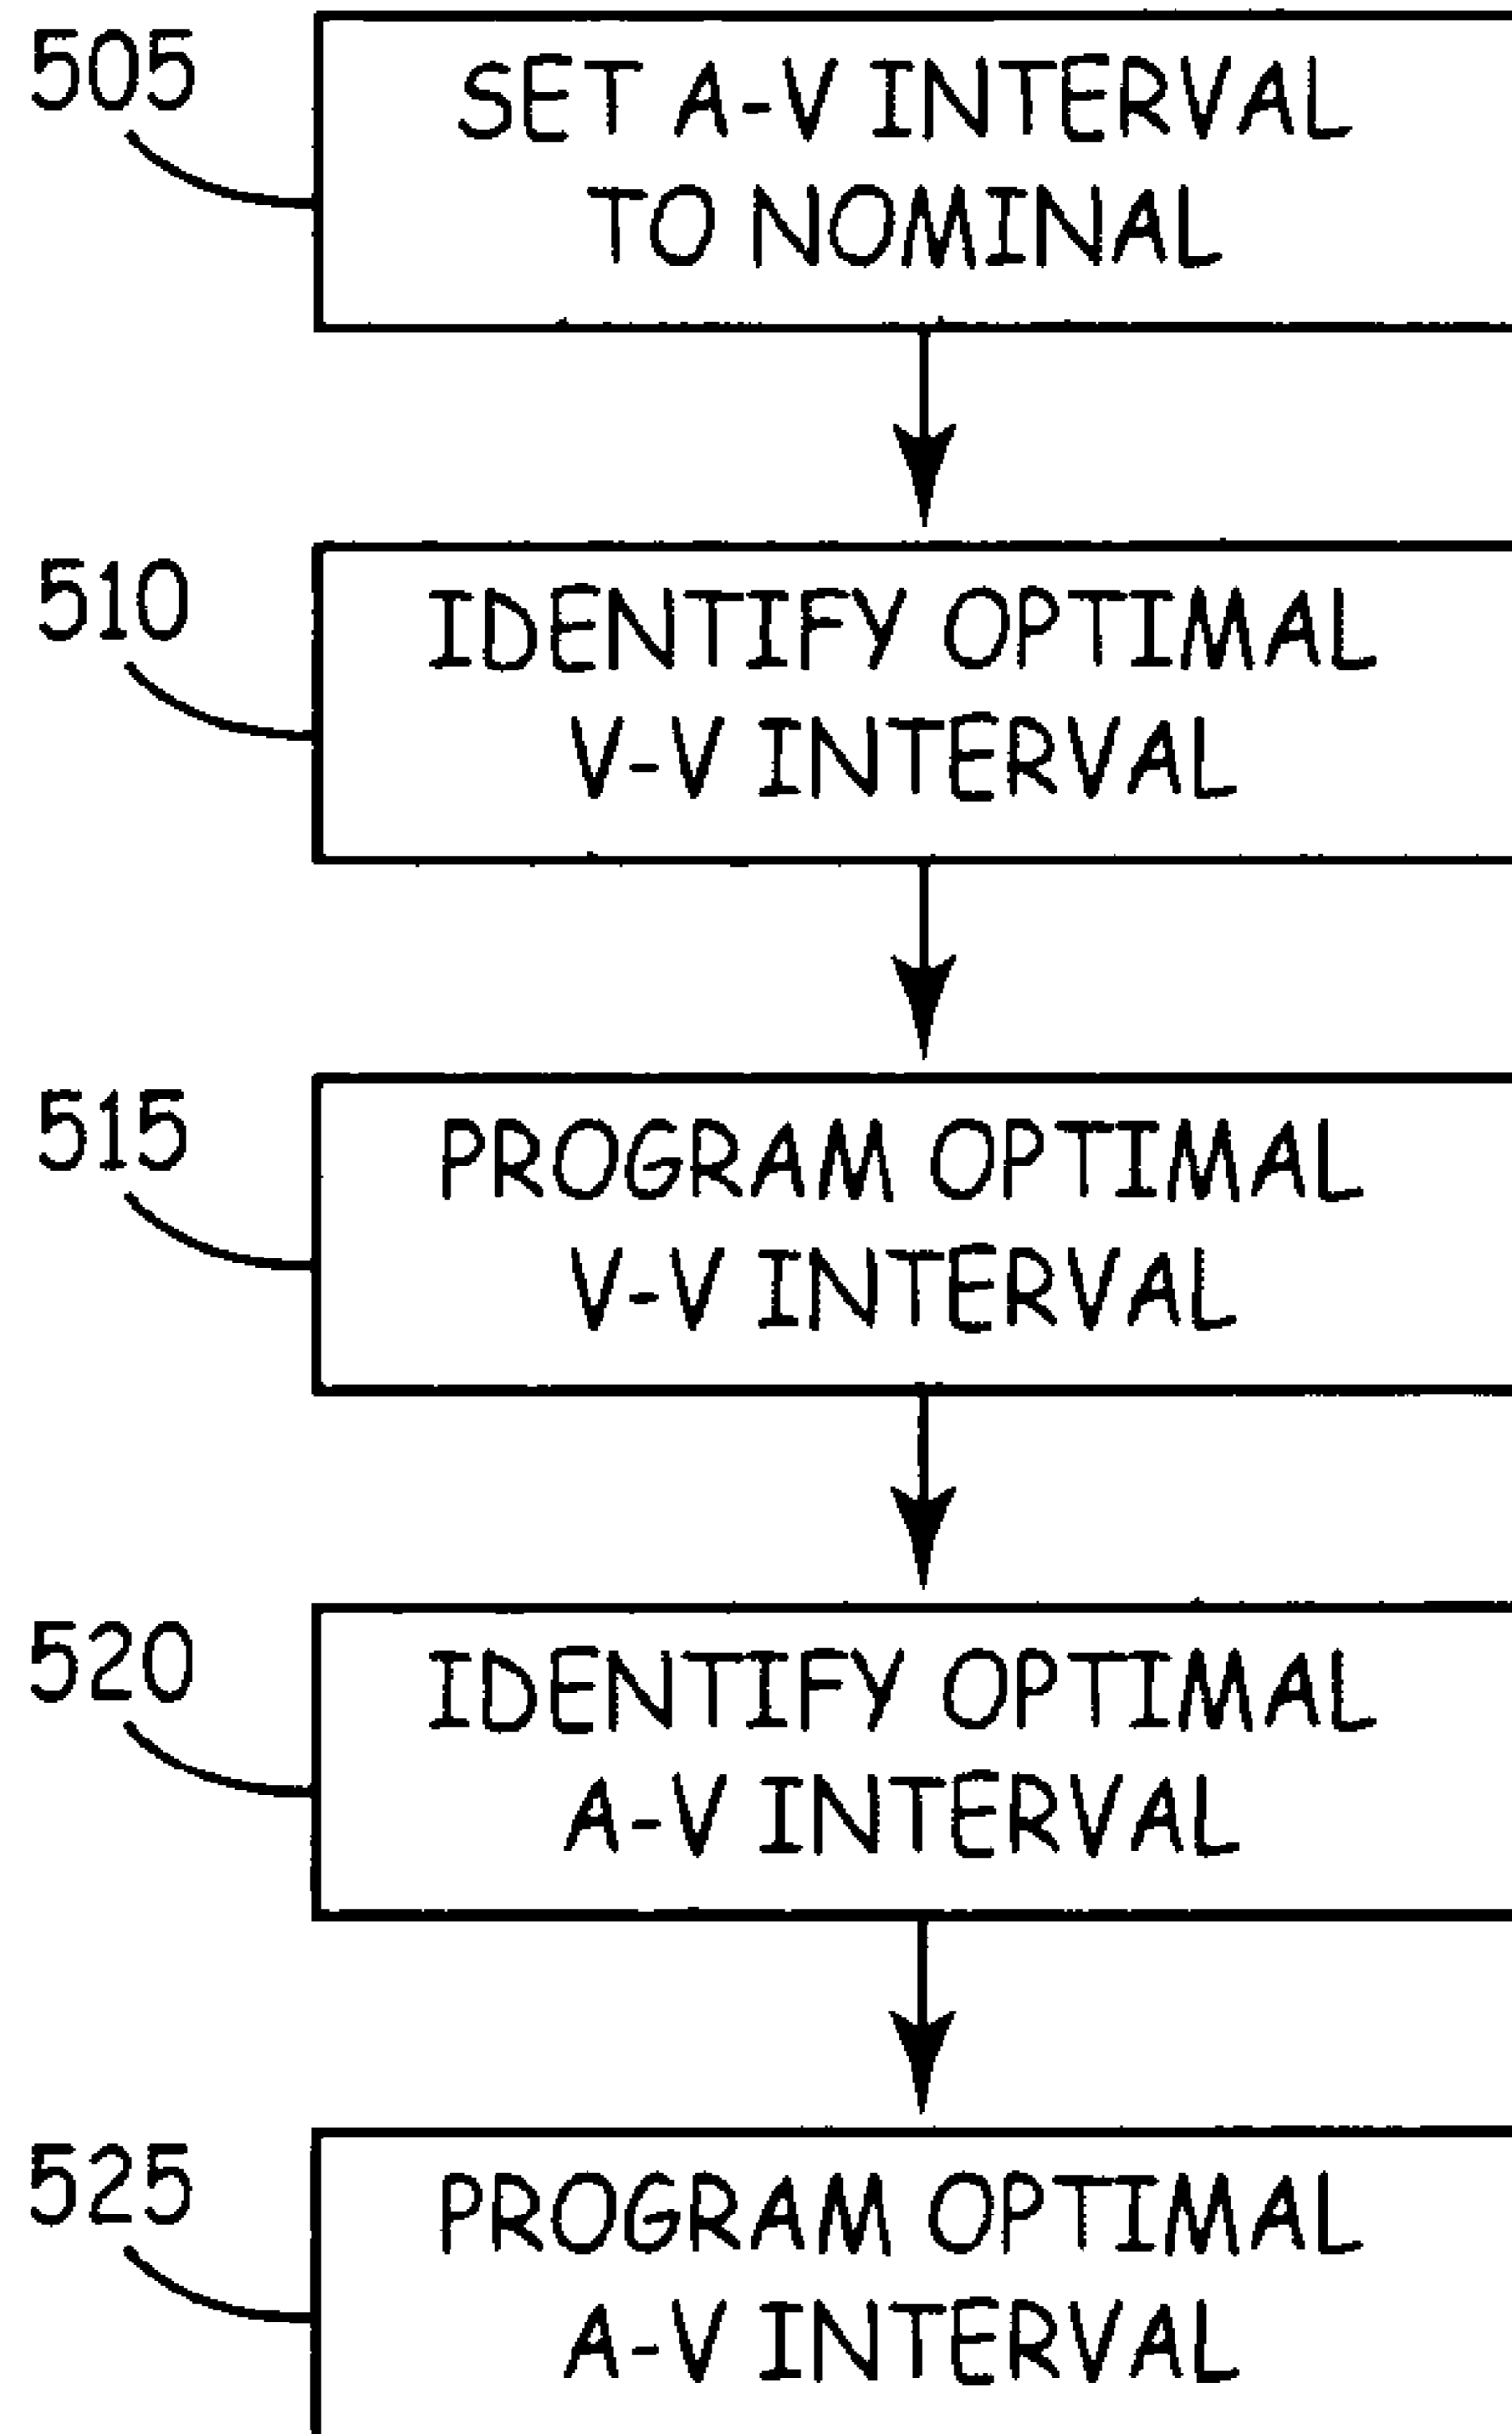 505
SET A-V INTERVAL
TO NOMINAL
510
IDENTIFY OPTIMAL
V-V INTERVAL
515
PROGRAM OPTIMAL
V-V INTERVAL
520
IDENTIFY OPTIMAL
A-V INTERVAL
525
PROGRAM OPTIMAL
A-V INTERVAL